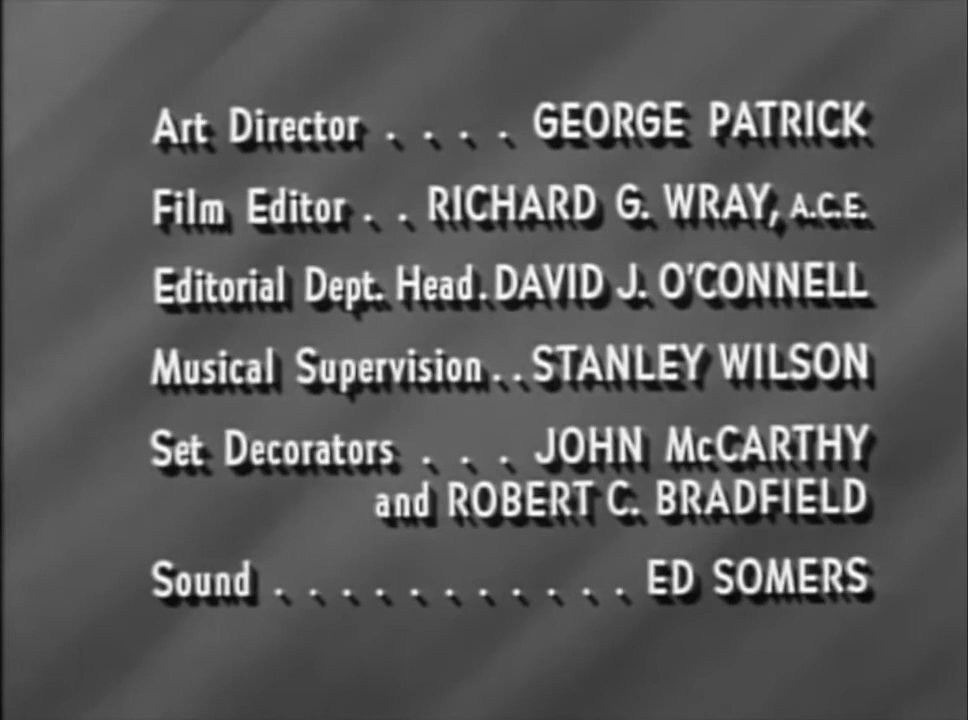 Art Director . . . . GEORGE PATRICK
Film Editor . . RICHARD G. WRAY, A.C.E.
Editorial Dept. Head . DAVID J. O'CONNELL
Musical Supervision . . STANLEY WILSON
Set Decorators . . . JOHN McCARTHY
and ROBERT C. BRADFIELD
Sound . . . . . . . . . . . ED SOMERS